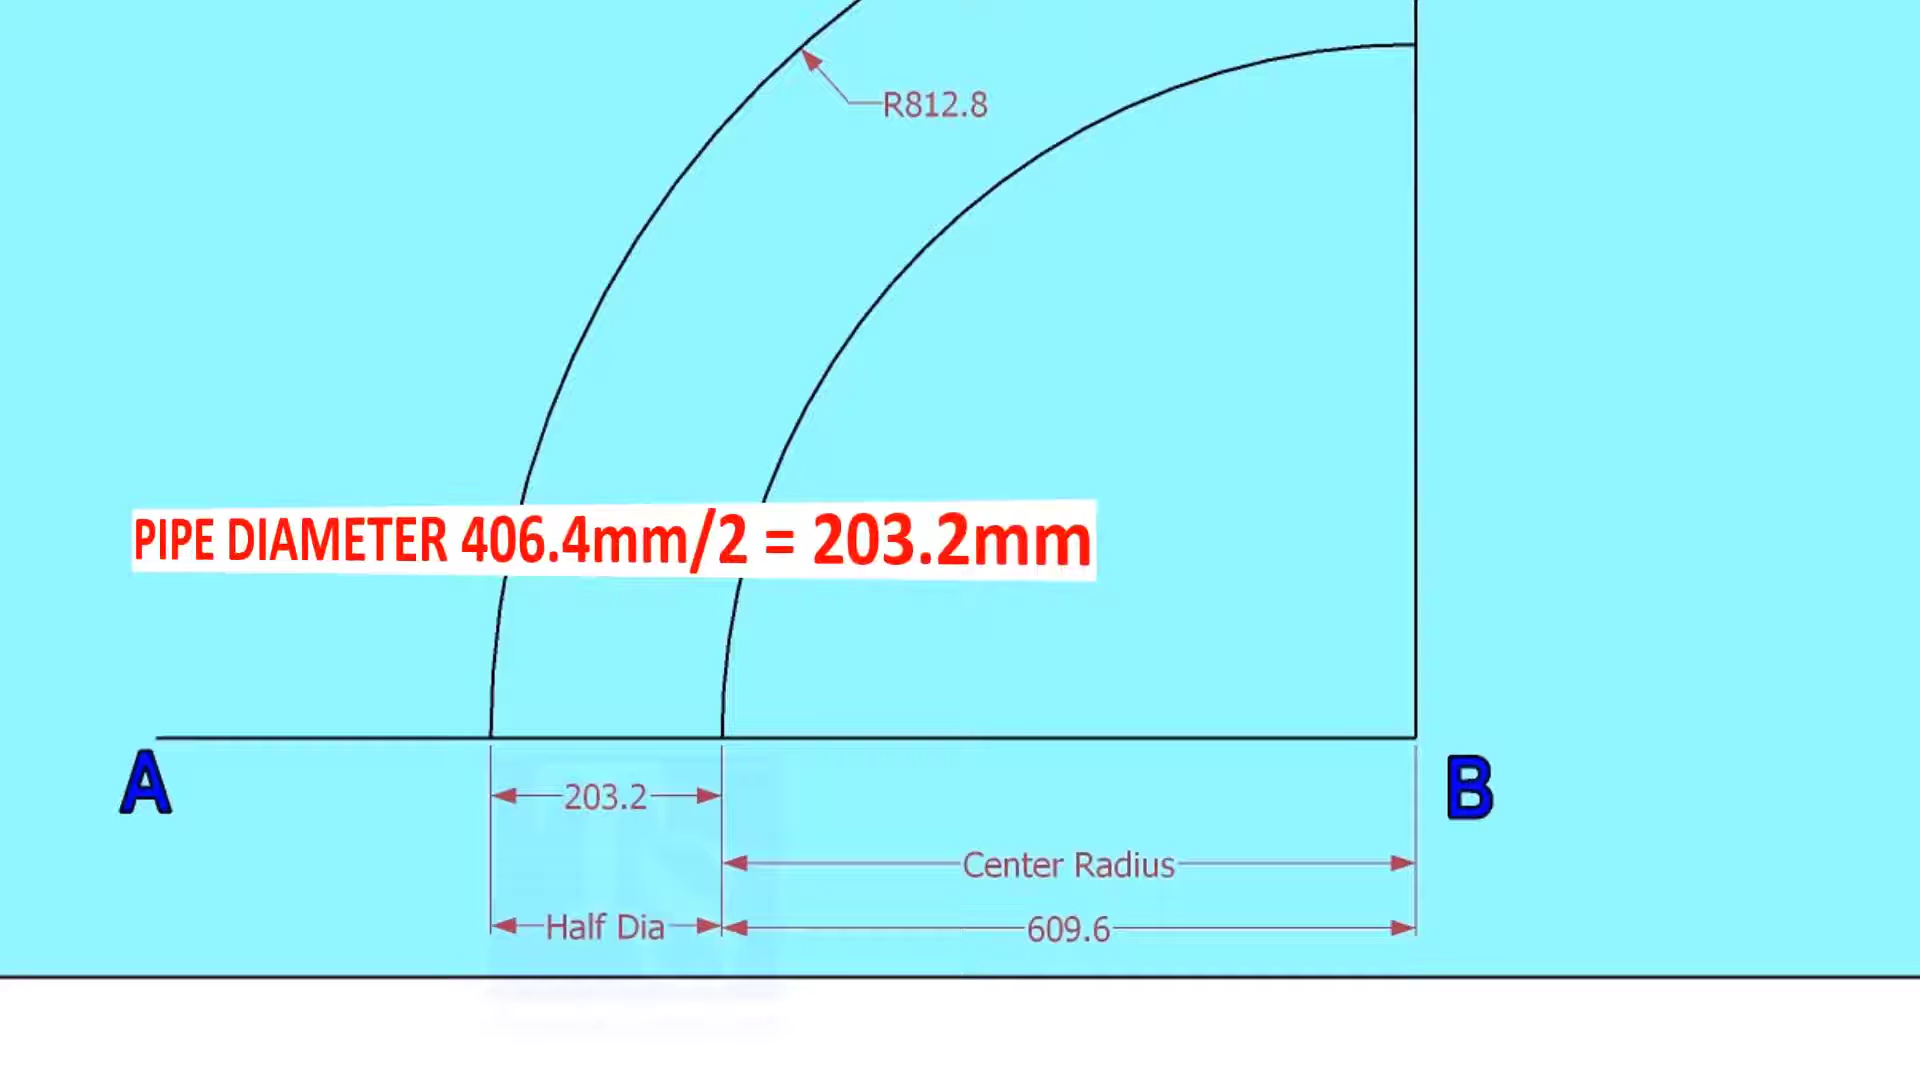 R812.8
PIPE DIAMETER 406.4mm/2 = 203.2mm
A
B
203.2
Center Radius
Half Dia
609.6